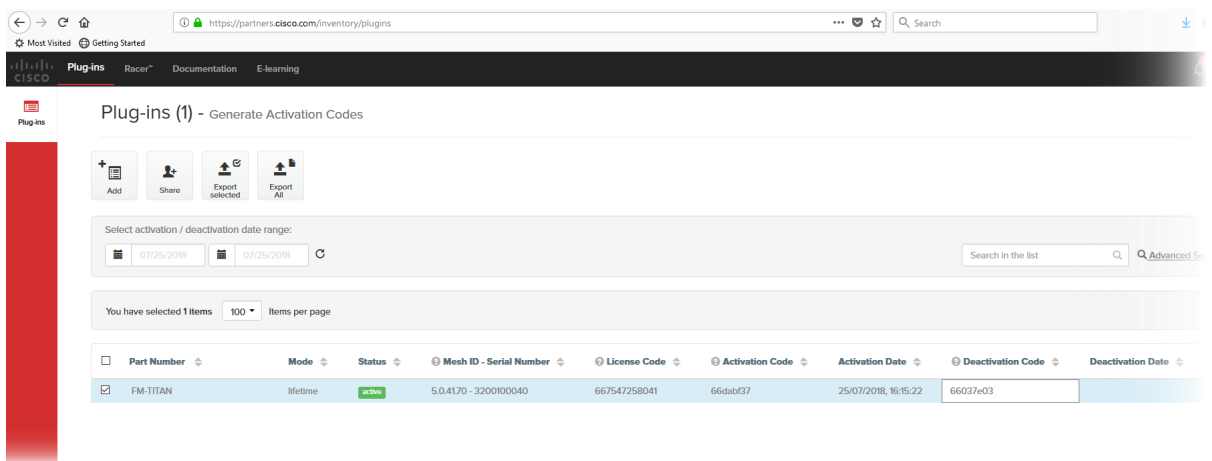 https://partners.cisco.com/inventory/plugins
Search
Most Visited Getting Started
CISCO Plug-ins Racer™ Documentation E-learning
Plug-ins
Plug-ins (1) - Generate Activation Codes
Add Share Export selected Export All
Select activation / deactivation date range:
07/25/2018 07/25/2018 Search in the list Advanced Se
You have selected 1 items 100 Items per page
Part Number Mode Status Mesh ID - Serial Number License Code Activation Code Activation Date Deactivation Code Deactivation Date
FM-TITAN lifetime active 5.0.41.70 - 3200100040 667547258041 66dabf37 25/07/2018, 16:15:22 66037e03